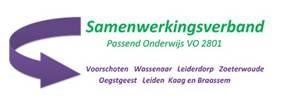 Samenwerkingsverband
Passend Onderwijs VO 2801
Voorschoten Wassenaar Leiderdorp Zoeterwoude
Oegstgeest Leiden Kaag en Braassem